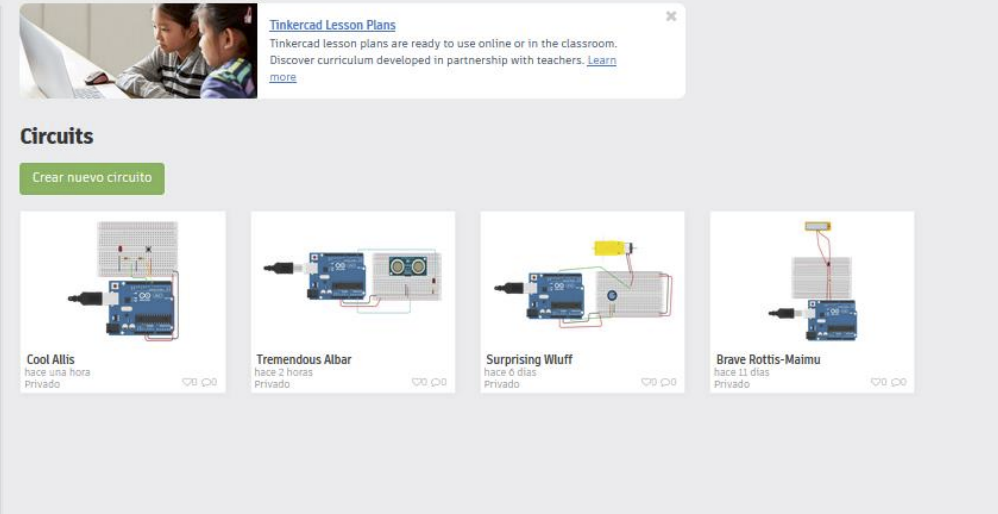 Tinkercad Lesson Plans
Tinkercad lesson plans are ready to use online or in the classroom.
Discover curriculum developed in partnership with teachers. Learn
more
Circuits
Crear nuevo circuito
Cool Allis
hace una hora
Privado
0 0
Tremendous Albar
hace 2 horas
Privado
0 0
Surprising Wluff
hace 6 días
Privado
0 0
Brave Rottis-Maimu
hace 11 días
Privado
0 0